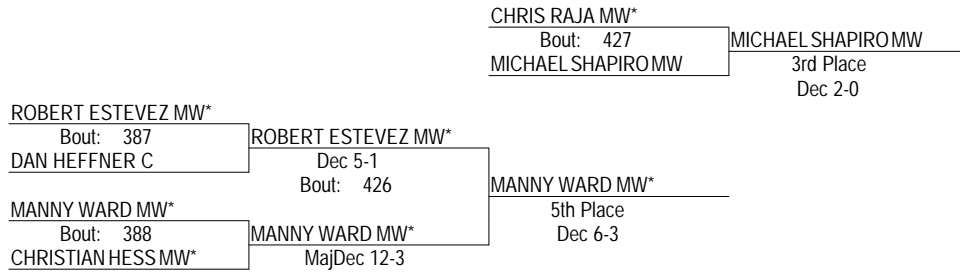 CHRIS RAJA MW*
Bout: 427
MICHAEL SHAPIRO MW
MICHAEL SHAPIRO MW
3rd Place
Dec 2-0
ROBERT ESTEVEZ MW*
Bout: 387
DAN HEFFNER C
ROBERT ESTEVEZ MW*
Dec 5-1
Bout: 426
MANNY WARD MW*
Bout: 388
CHRISTIAN HESS MW*
MANNY WARD MW*
MajDec 12-3
MANNY WARD MW*
5th Place
Dec 6-3